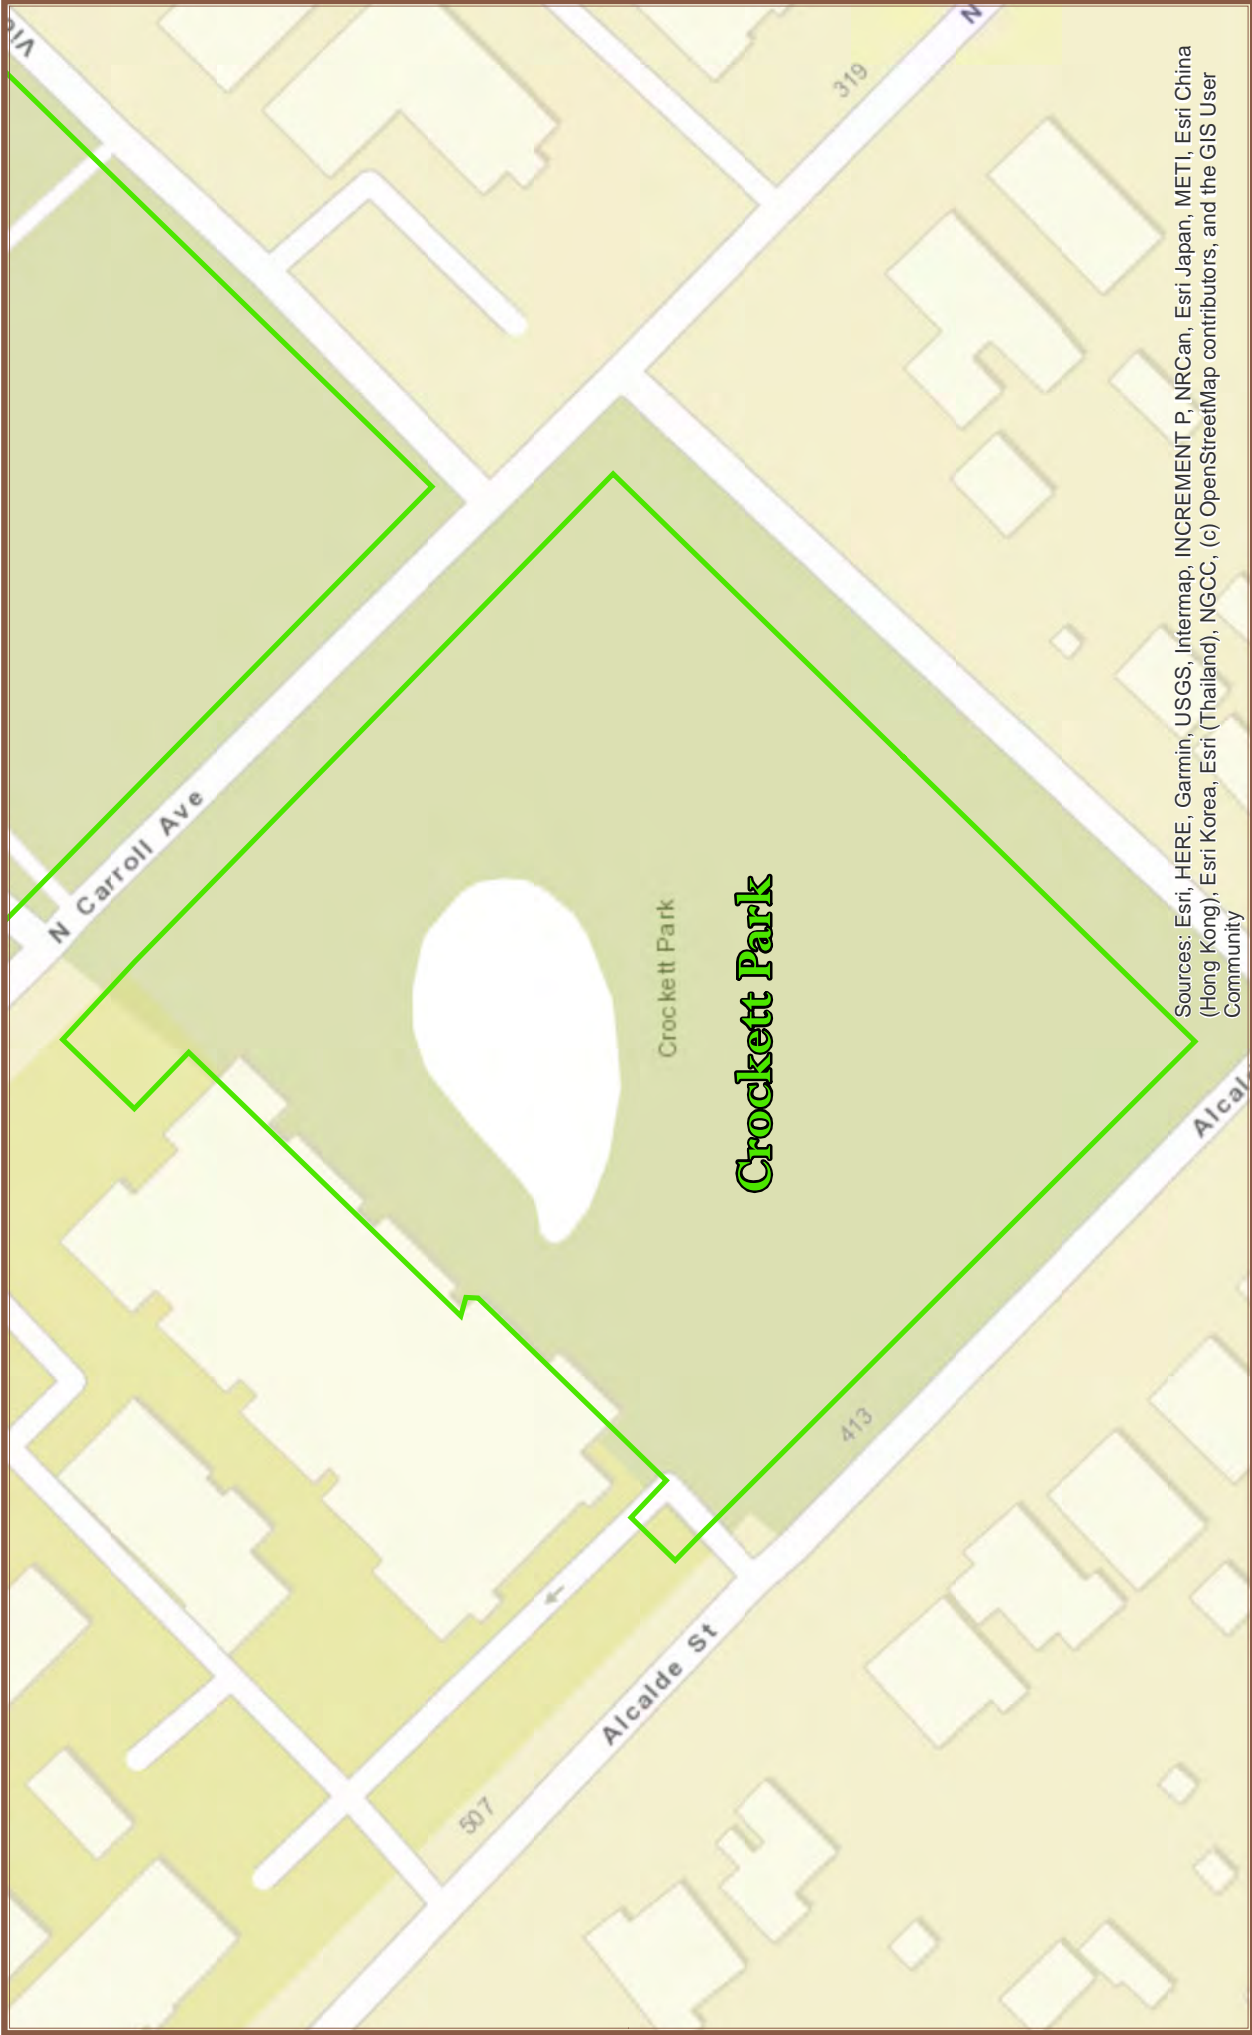 Vic
N
319
N Carroll Ave
Crockett Park
Crockett Park
413
Alcald
Alcalde St
507
Sources: Esri, HERE, Garmin, USGS, Intermap, INCREMENT P, NRCan, Esri Japan, METI, Esri China
(Hong Kong), Esri Korea, Esri (Thailand), NGCC, (c) OpenStreetMap contributors, and the GIS User
Community